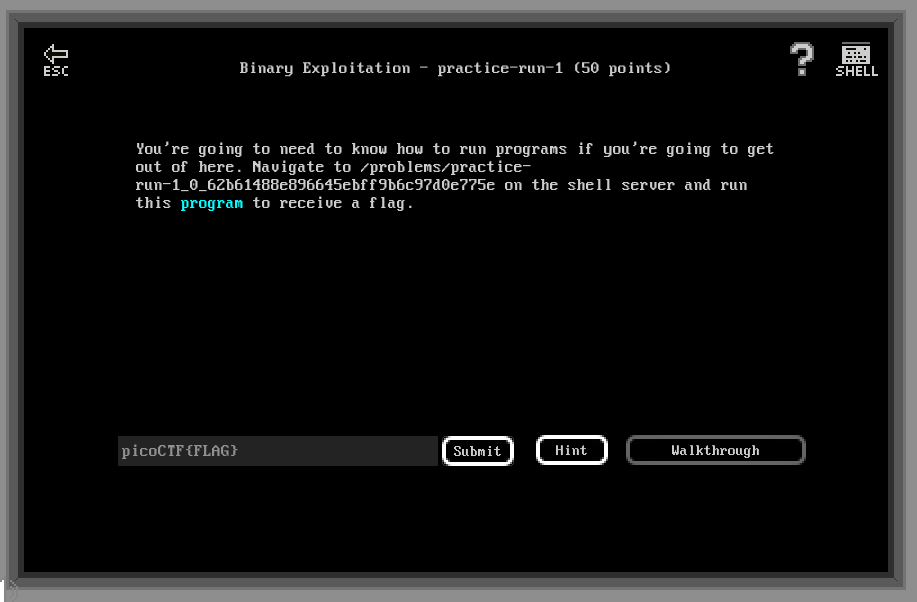 ESC
Binary Exploitation - practice-run-1 (50 points)
?
SHELL
You're going to need to know how to run programs if you're going to get
out of here. Navigate to /problems/practice-
run-1_0_62b61488e896645ebff9b6c97d0e775e on the shell server and run
this program to receive a flag.
picoCTF{FLAG}
Submit
Hint
Walkthrough